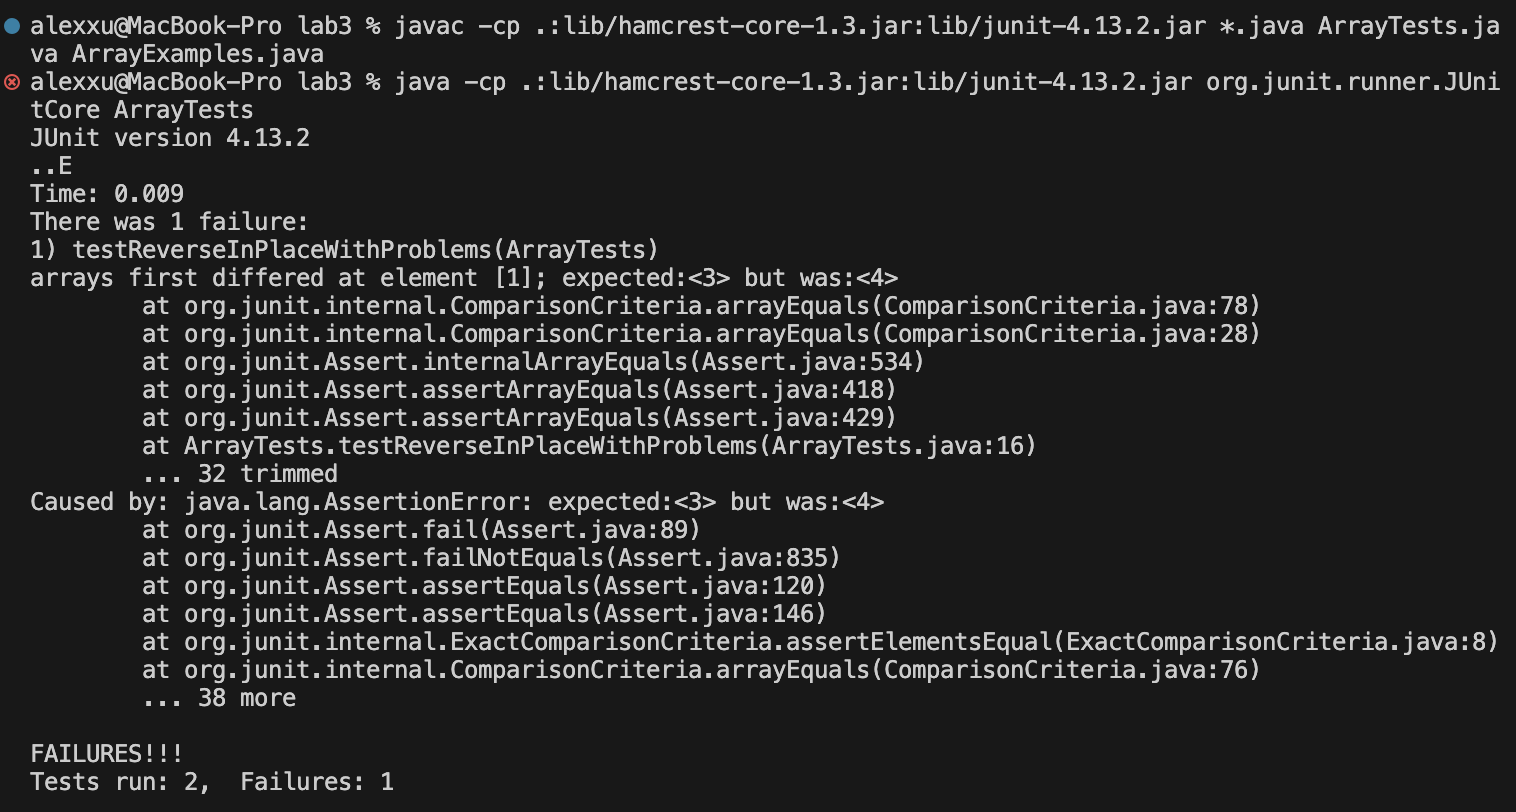 alexxu@MacBook-Pro lab3 % javac -cp .:lib/hamcrest-core-1.3.jar:lib/junit-4.13.2.jar *.java ArrayTests.ja
va ArrayExamples.java
alexxu@MacBook-Pro lab3 % java -cp .:lib/hamcrest-core-1.3.jar:lib/junit-4.13.2.jar org.junit.runner.JUni
tCore ArrayTests
JUnit version 4.13.2
..E
Time: 0.009
There was 1 failure:
1) testReverseInPlaceWithProblems(ArrayTests)
arrays first differed at element [1]; expected:<3> but was:<4>
        at org.junit.internal.ComparisonCriteria.arrayEquals(ComparisonCriteria.java:78)
        at org.junit.internal.ComparisonCriteria.arrayEquals(ComparisonCriteria.java:28)
        at org.junit.Assert.internalArrayEquals(Assert.java:534)
        at org.junit.Assert.assertArrayEquals(Assert.java:418)
        at org.junit.Assert.assertArrayEquals(Assert.java:429)
        at ArrayTests.testReverseInPlaceWithProblems(ArrayTests.java:16)
        ... 32 trimmed
Caused by: java.lang.AssertionError: expected:<3> but was:<4>
        at org.junit.Assert.fail(Assert.java:89)
        at org.junit.Assert.failNotEquals(Assert.java:835)
        at org.junit.Assert.assertEquals(Assert.java:120)
        at org.junit.Assert.assertEquals(Assert.java:146)
        at org.junit.internal.ExactComparisonCriteria.assertElementsEqual(ExactComparisonCriteria.java:8)
        at org.junit.internal.ComparisonCriteria.arrayEquals(ComparisonCriteria.java:76)
        ... 38 more

FAILURES!!!
Tests run: 2,  Failures: 1